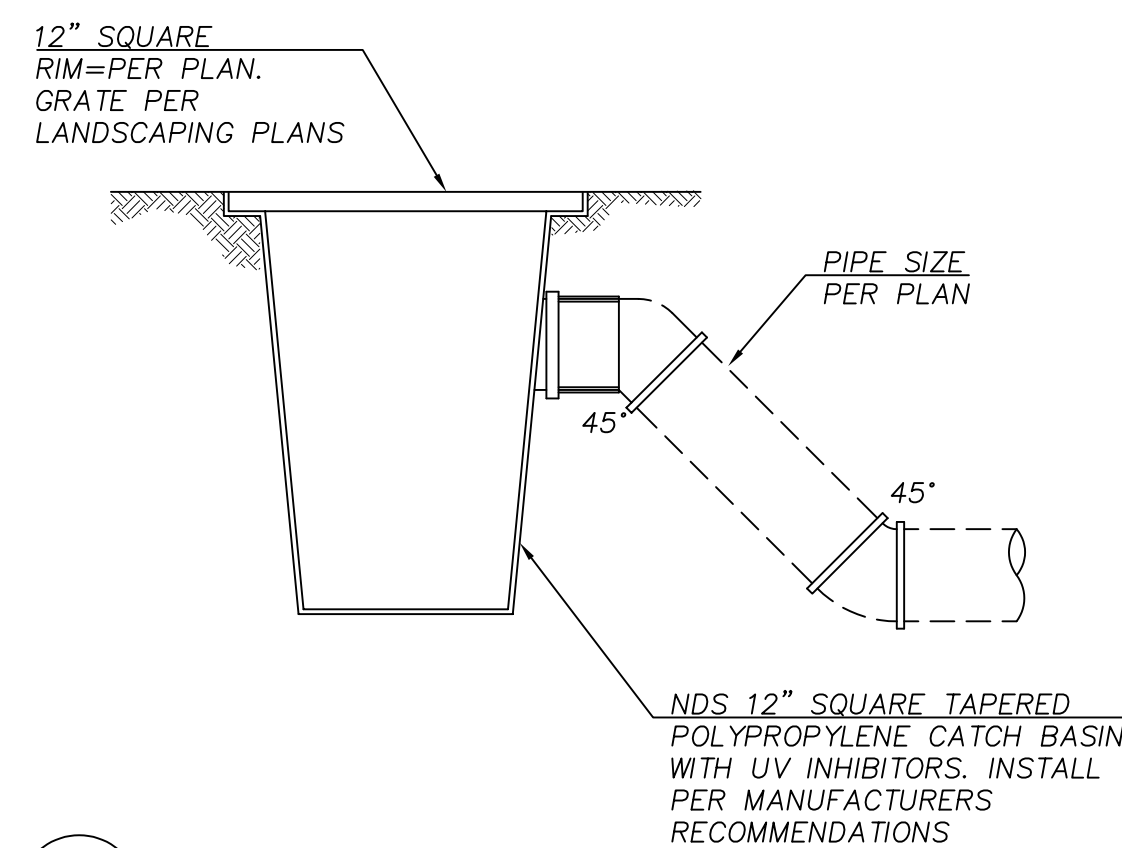 12” SQUARE
RIM=PER PLAN.
GRATE PER
LANDSCAPING PLANS
PIPE SIZE
PER PLAN
45°
45°
NDS 12” SQUARE TAPERED
POLYPROPYLENE CATCH BASIN
WITH UV INHIBITORS. INSTALL
PER MANUFACTURERS
RECOMMENDATIONS